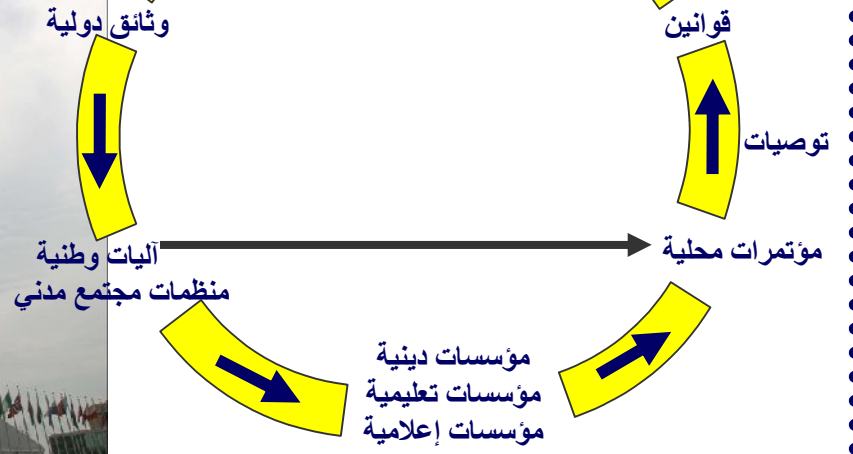 قوانين
وثائق دولية
توصيات
مؤتمرات محلية
آليات وطنية
منظمات مجتمع مدني
مؤسسات دينية
مؤسسات تعليمية
مؤسسات إعلامية